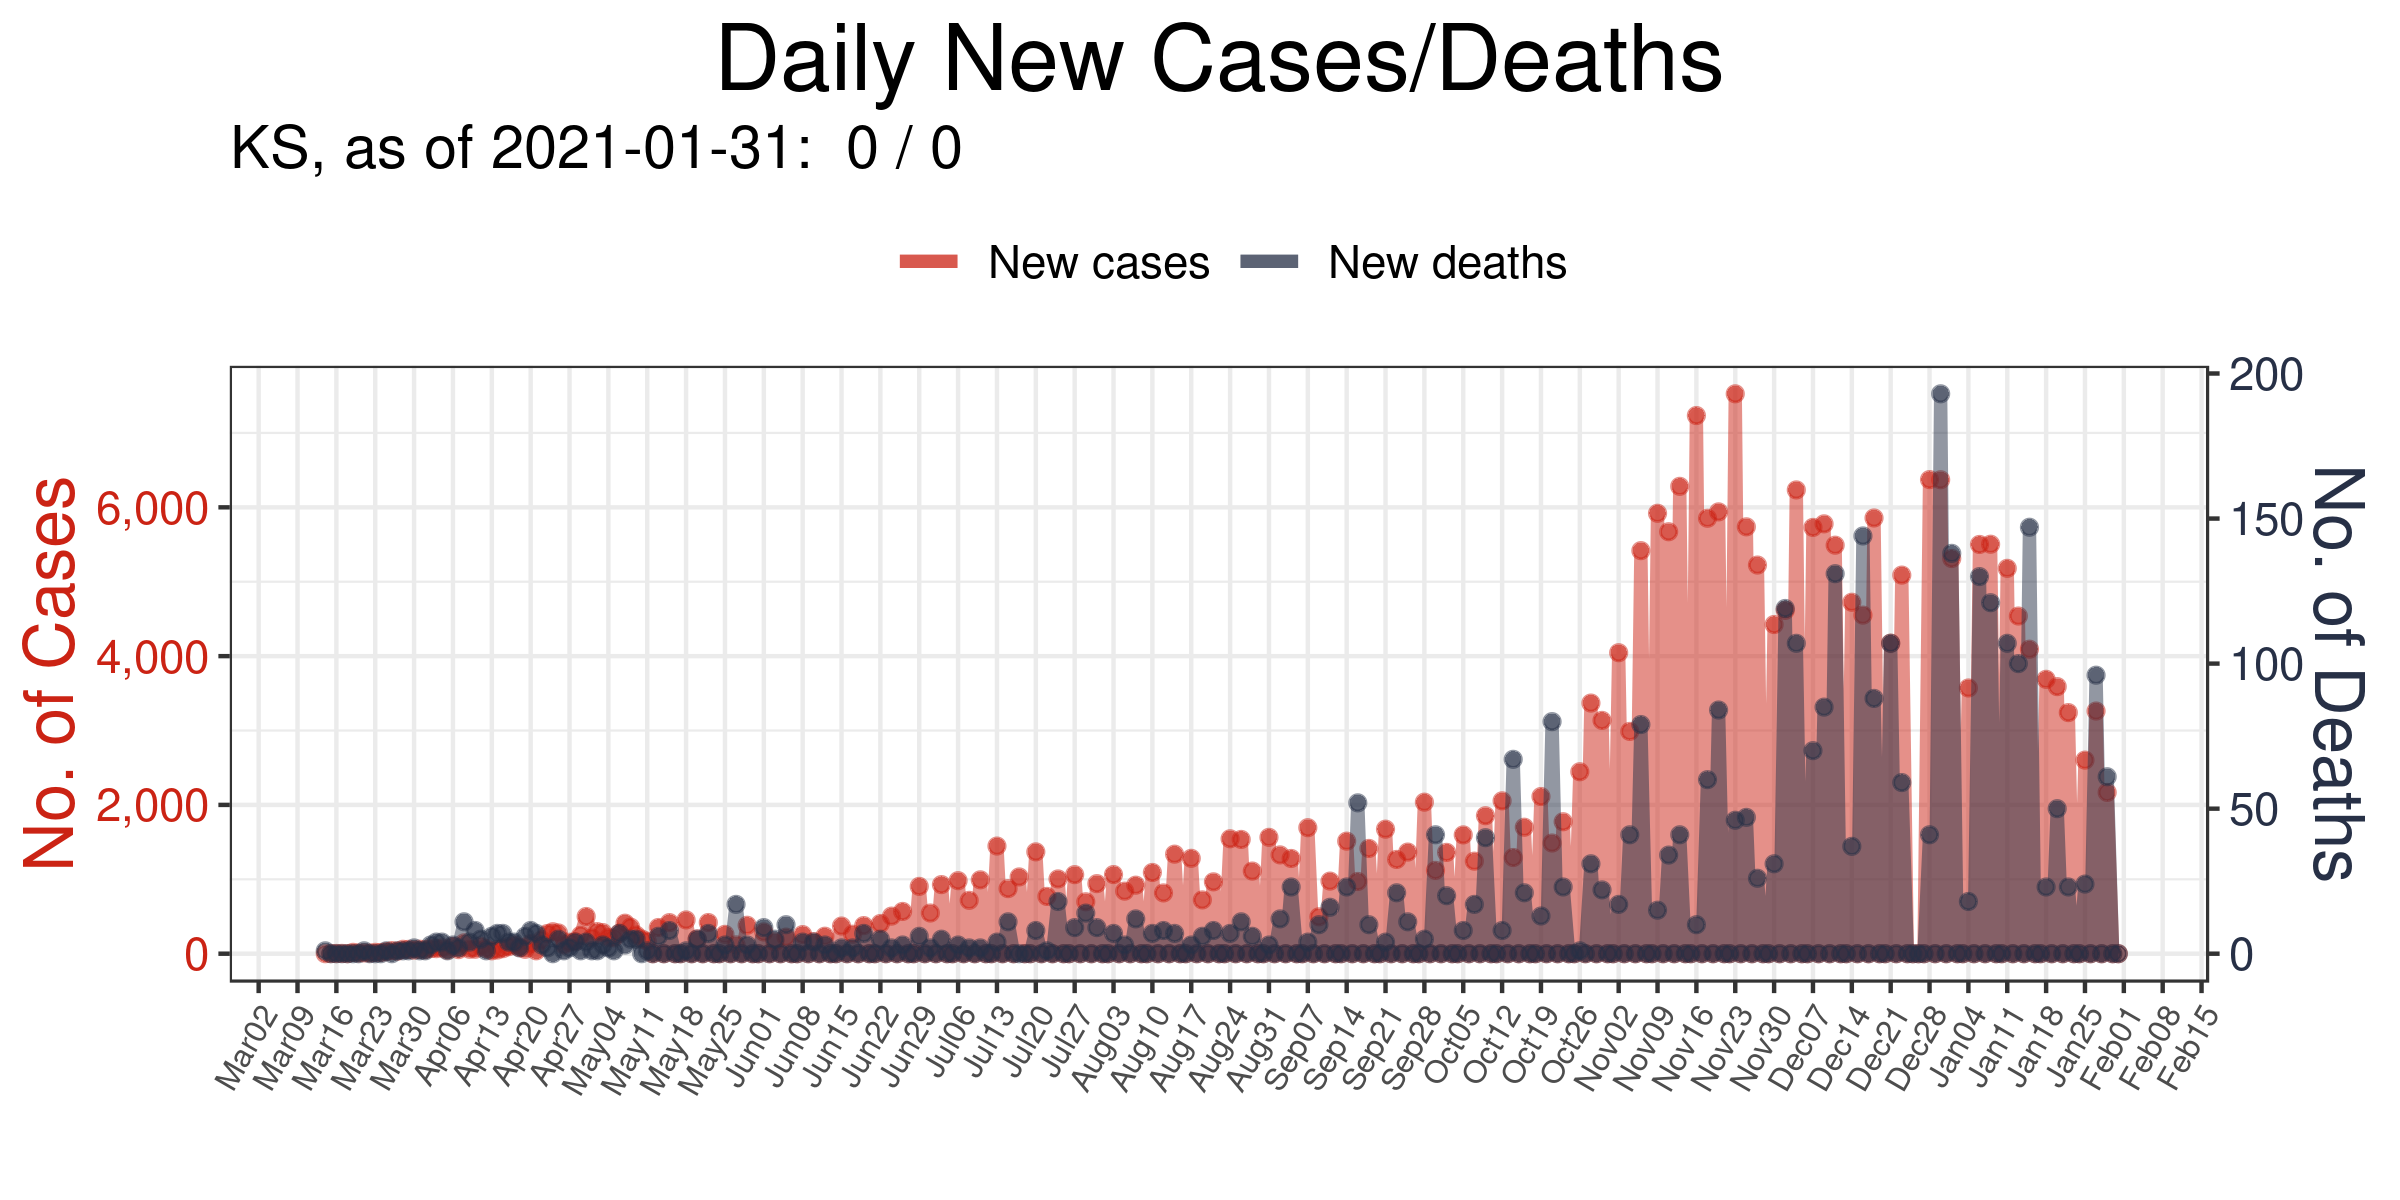 Daily New Cases/Deaths
KS, as of 2021-01-31: 0 / 0
New cases
New deaths
No. of Cases
6,000
4,000
2,000
0
200
150
100
50
0
No. of Deaths
Mar02
Mar09
Mar16
Mar23
Mar30
Apr06
Apr13
Apr20
Apr27
May04
May11
May18
May25
Jun01
Jun08
Jun15
Jun22
Jun29
Jul06
Jul13
Jul20
Jul27
Aug03
Aug10
Aug17
Aug24
Aug31
Sep07
Sep14
Sep21
Sep28
Oct05
Oct12
Oct19
Oct26
Nov02
Nov09
Nov16
Nov23
Nov30
Dec07
Dec14
Dec21
Dec28
Jan04
Jan11
Jan18
Jan25
Feb01
Feb08
Feb15